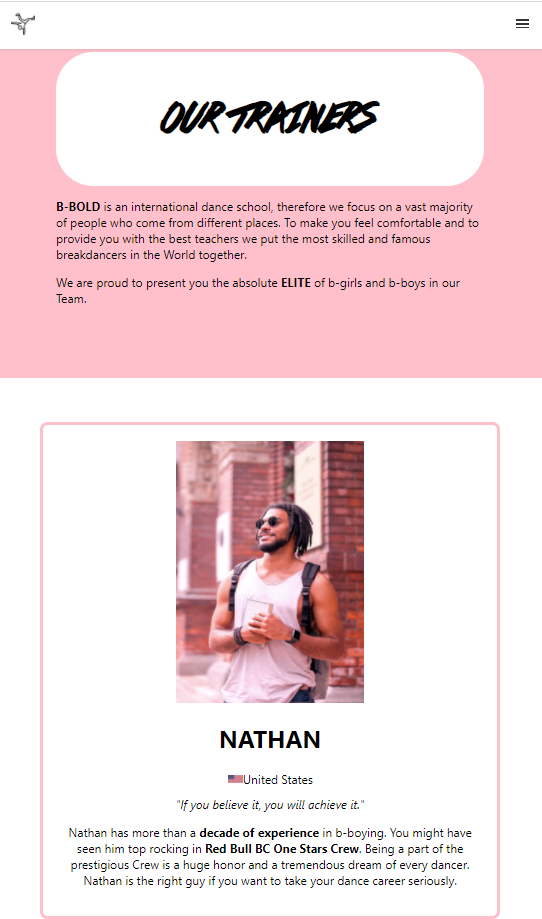 OUR TRAINERS
B-BOLD is an international dance school, therefore we focus on a vast majority
of people who come from different places. To make you feel comfortable and to
provide you with the best teachers we put the most skilled and famous
breakdancers in the World together.
We are proud to present you the absolute ELITE of b-girls and b-boys in our
Team.
NATHAN
United States
"If you believe it, you will achieve it."
Nathan has more than a decade of experience in b-boying. You might have
seen him top rocking in Red Bull BC One Stars Crew. Being a part of the
prestigious Crew is a huge honor and a tremendous dream of every dancer.
Nathan is the right guy if you want to take your dance career seriously.